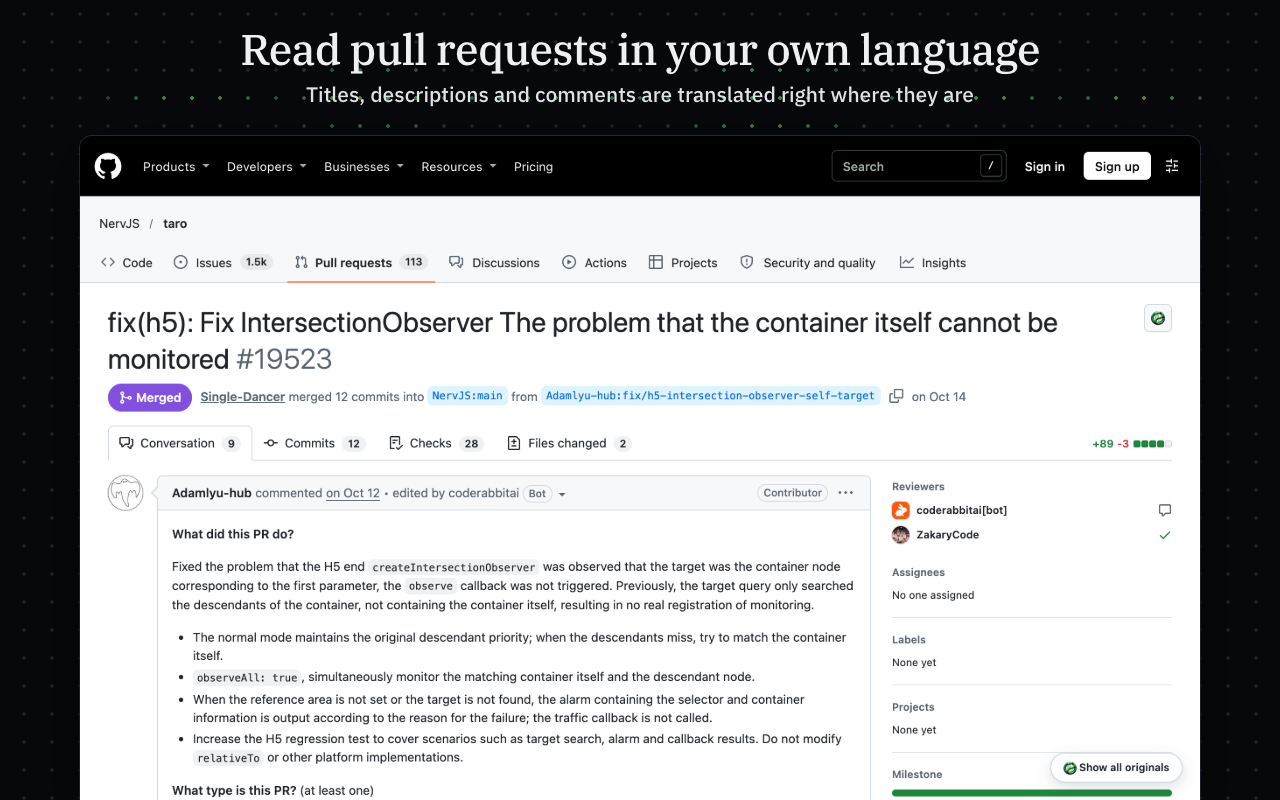 Read pull requests in your own language
Titles, descriptions and comments are translated right where they are
Products
Developers
Businesses
Resources
Pricing
Search /
Sign in
Sign up
NervJS / taro
Code
Issues 1.5k
Pull requests 113
Discussions
Actions
Projects
Security and quality
Insights
fix(h5): Fix IntersectionObserver The problem that the container itself cannot be
monitored #19523
Merged
Single-Dancer merged 12 commits into NervJS:main from Adamlyu-hub:fix/h5-intersection-observer-self-target on Oct 14
Conversation 9
Commits 12
Checks 28
Files changed 2
+89 -3
Adamlyu-hub commented on Oct 12 • edited by coderabbitai Bot
Contributor
What did this PR do?
Fixed the problem that the H5 end createIntersectionObserver was observed that the target was the container node
corresponding to the first parameter, the observe callback was not triggered. Previously, the target query only searched
the descendants of the container, not containing the container itself, resulting in no real registration of monitoring.
• The normal mode maintains the original descendant priority; when the descendants miss, try to match the container
itself.
• observeAll: true , simultaneously monitor the matching container itself and the descendant node.
• When the reference area is not set or the target is not found, the alarm containing the selector and container
information is output according to the reason for the failure; the traffic callback is not called.
• Increase the H5 regression test to cover scenarios such as target search, alarm and callback results. Do not modify
relativeTo or other platform implementations.
What type is this PR? (at least one)
Reviewers
coderabbitai[bot]
ZakaryCode
Assignees
No one assigned
Labels
None yet
Projects
None yet
Milestone
Show all originals